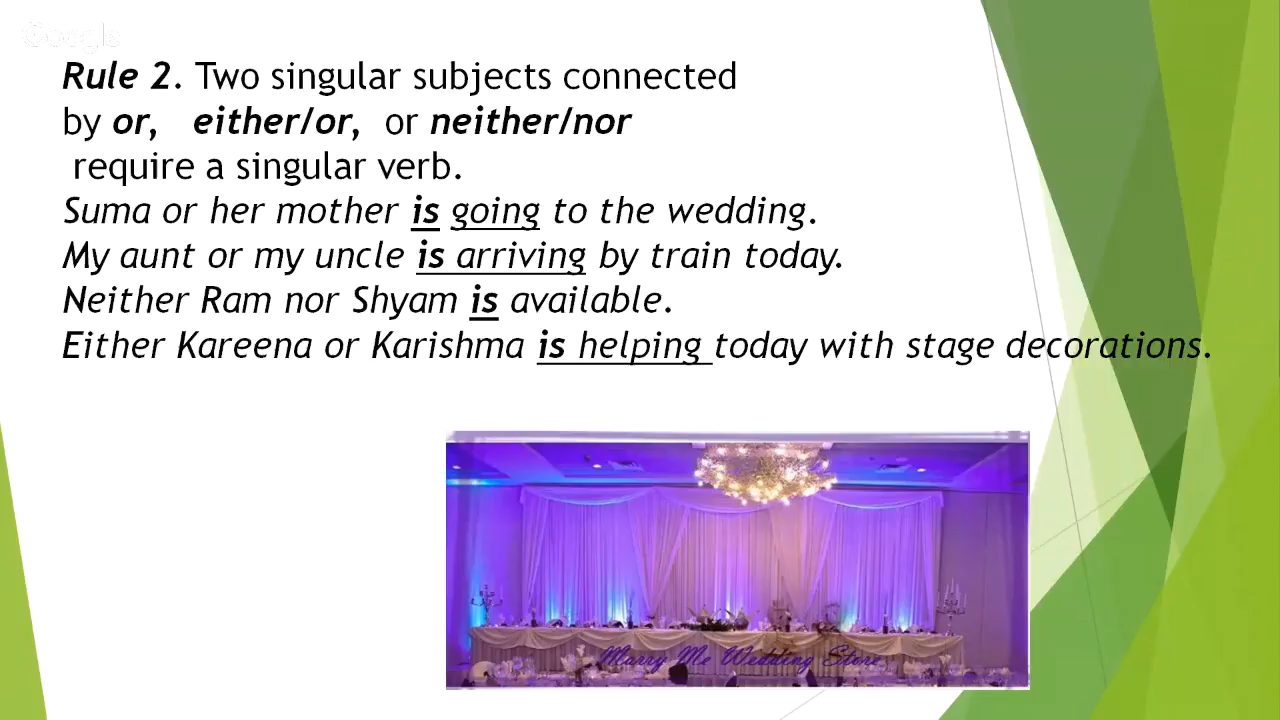 Google
Rule 2. Two singular subjects connected
by or, either/or, or neither/nor
require a singular verb.
Suma or her mother is going to the wedding.
My aunt or my uncle is arriving by train today.
Neither Ram nor Shyam is available.
Either Kareena or Karishma is helping today with stage decorations.
Marry Me Wedding Store